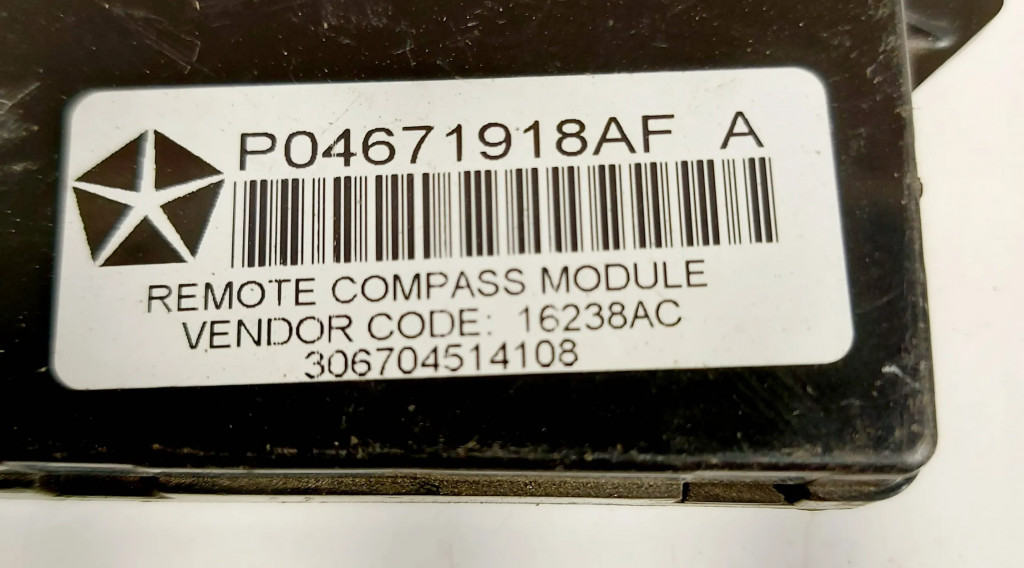 P04671918AF A
REMOTE COMPASS MODULE
VENDOR CODE: 16238AC
306704514108